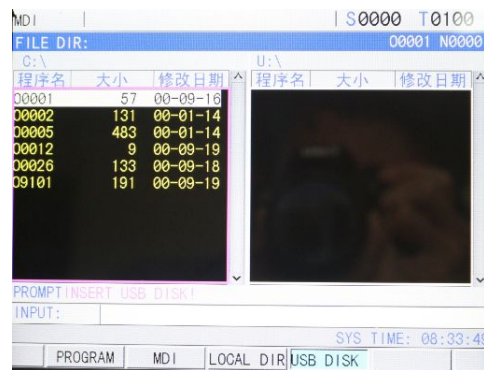 MDI S0000 T0100
FILE DIR: O0001 N0000
C:\ U:\
程序名 大小 修改日期 程序名 大小 修改日期
O0001 57 00-09-16
O0002 131 00-01-14
O0005 483 00-01-14
O0012 9 00-09-19
O0026 133 00-09-18
O9101 191 00-09-19
PROMPT INSERT USB DISK!
INPUT:
SYS TIME: 08:33:45
PROGRAM MDI LOCAL DIR USB DISK